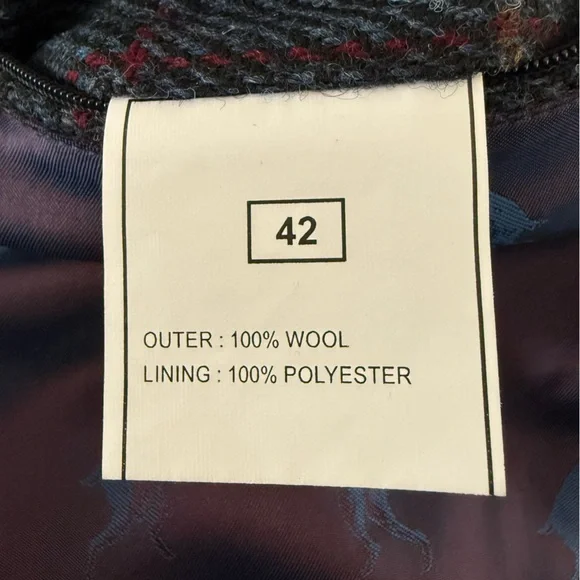 42
OUTER : 100% WOOL
LINING : 100% POLYESTER